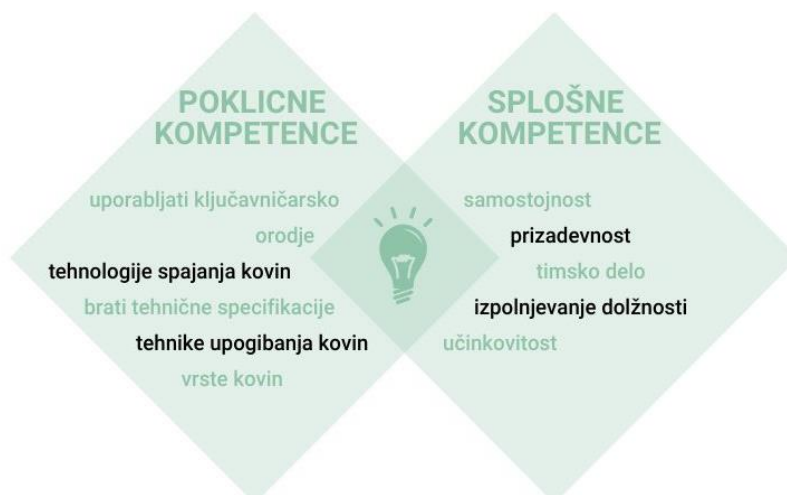 POKLICNE
KOMPETENCE
uporabljati ključavničarsko
orodje
tehnologije spajanja kovin
brati tehnične specifikacije
tehnike upogibanja kovin
vrste kovin
SPLOŠNE
KOMPETENCE
samostojnost
prizadevnost
timsko delo
izpolnjevanje dolžnosti
učinkovitost